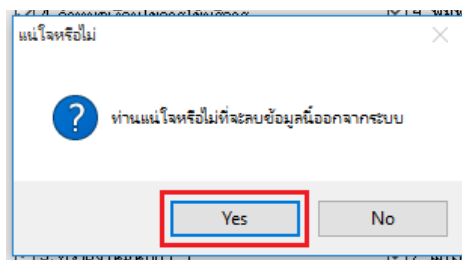 แน่ใจหรือไม่
ท่านแน่ใจหรือไม่ที่จะลบข้อมูลนี้ออกจากระบบ
Yes
No